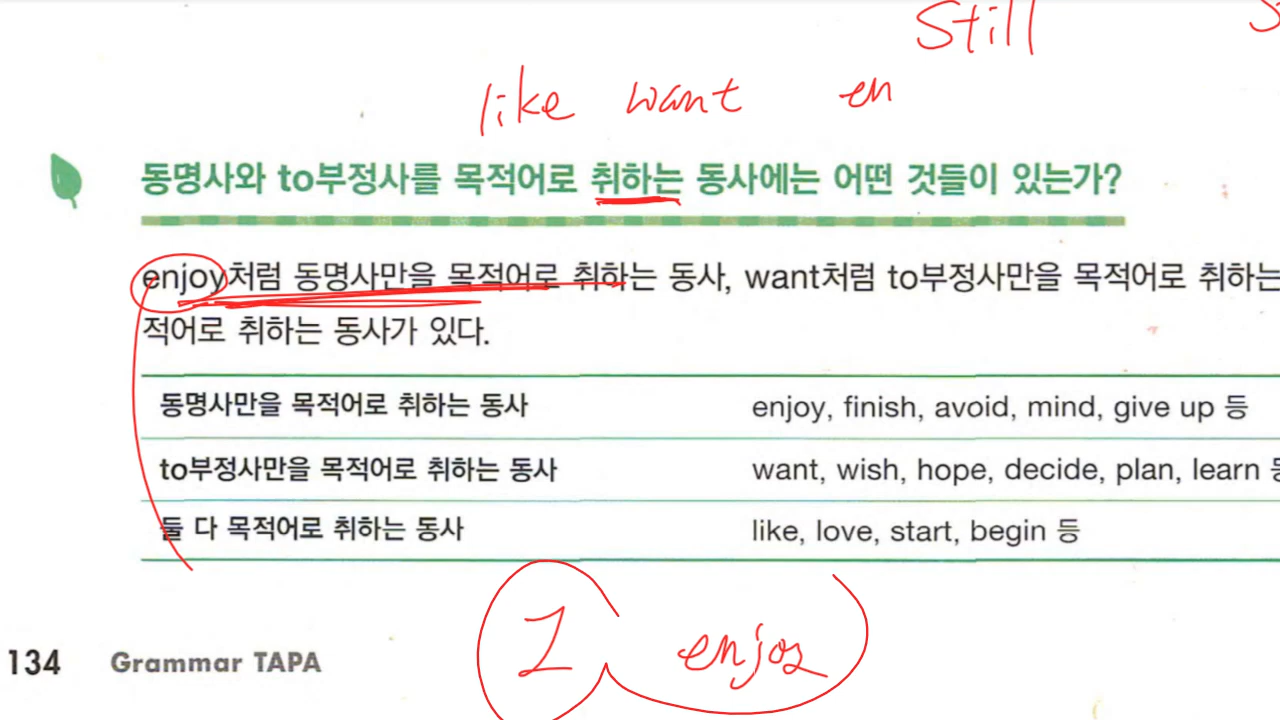 Still
like want en
동명사와 to부정사를 목적어로 취하는 동사에는 어떤 것들이 있는가?
enjoy처럼 동명사만을 목적어로 취하는 동사, want처럼 to부정사만을 목적어로 취하는
적어로 취하는 동사가 있다.
동명사만을 목적어로 취하는 동사 enjoy, finish, avoid, mind, give up 등
to부정사만을 목적어로 취하는 동사 want, wish, hope, decide, plan, learn 등
둘 다 목적어로 취하는 동사 like, love, start, begin 등
I enjoy
134 Grammar TAPA